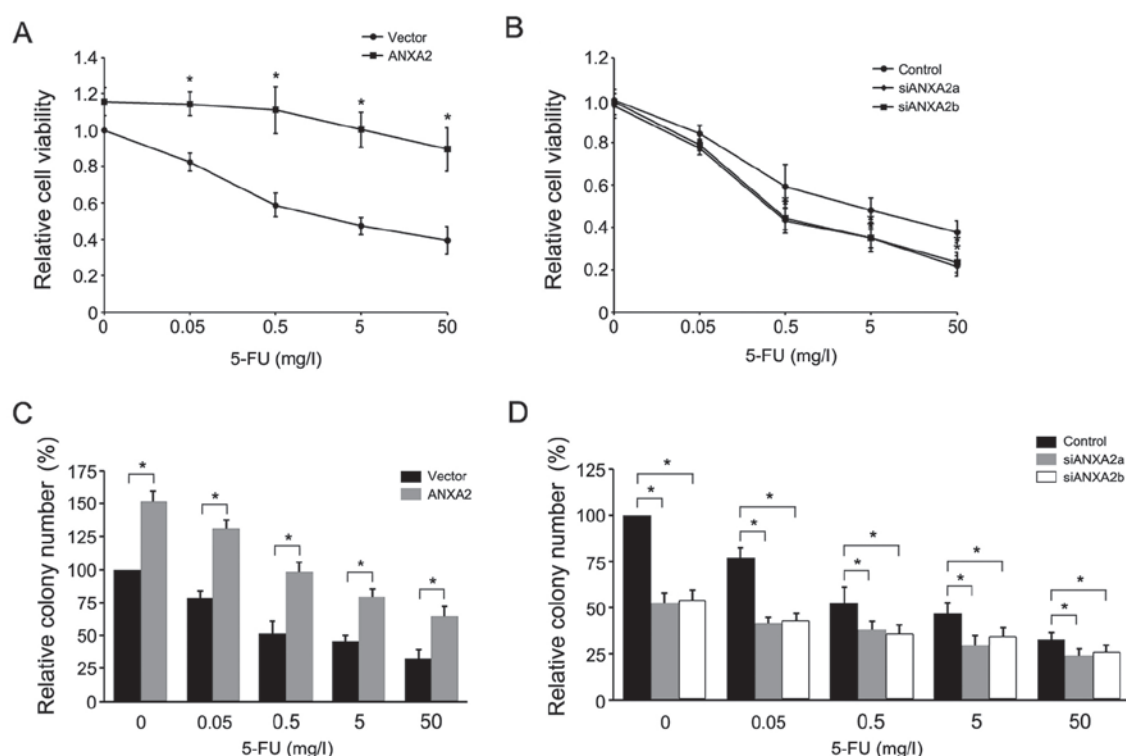 A
Vector
ANXA2
Relative cell viability
1.4
1.2
1.0
0.8
0.6
0.4
0.2
0
* * * *
0 0.05 0.5 5 50
5-FU (mg/l)
B
Control
siANXA2a
siANXA2b
Relative cell viability
1.2
1.0
0.8
0.6
0.4
0.2
0
* * *
* * *
0 0.05 0.5 5 50
5-FU (mg/l)
C
Vector
ANXA2
Relative colony number (%)
175
150
125
100
75
50
25
0
* * * * *
0 0.05 0.5 5 50
5-FU (mg/l)
D
Control
siANXA2a
siANXA2b
Relative colony number (%)
125
100
75
50
25
0
* * * * *
* * * * *
0 0.05 0.5 5 50
5-FU (mg/l)